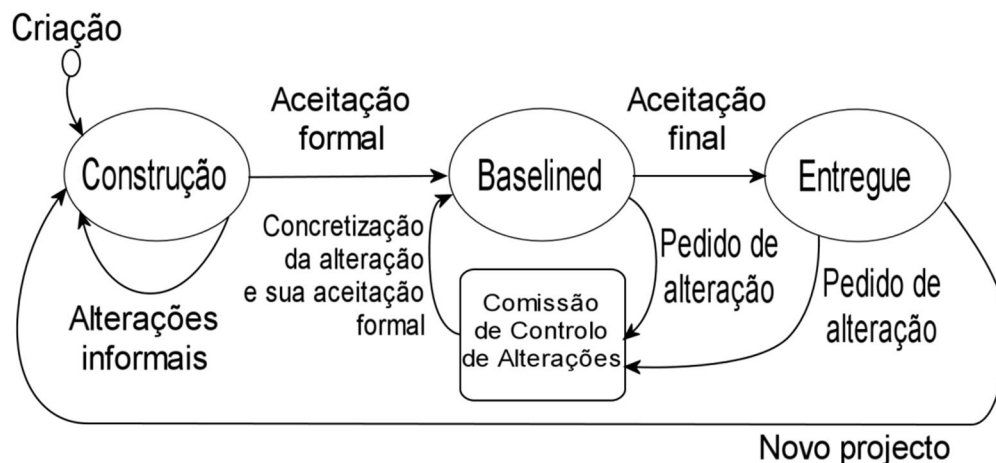 Criação
Aceitação
formal
Aceitação
final
Construção
Baselined
Entregue
Concretização
da alteração
e sua aceitação
formal
Pedido de
alteração
Pedido de
alteração
Comissão
de Controlo
de Alterações
Alterações
informais
Novo projecto